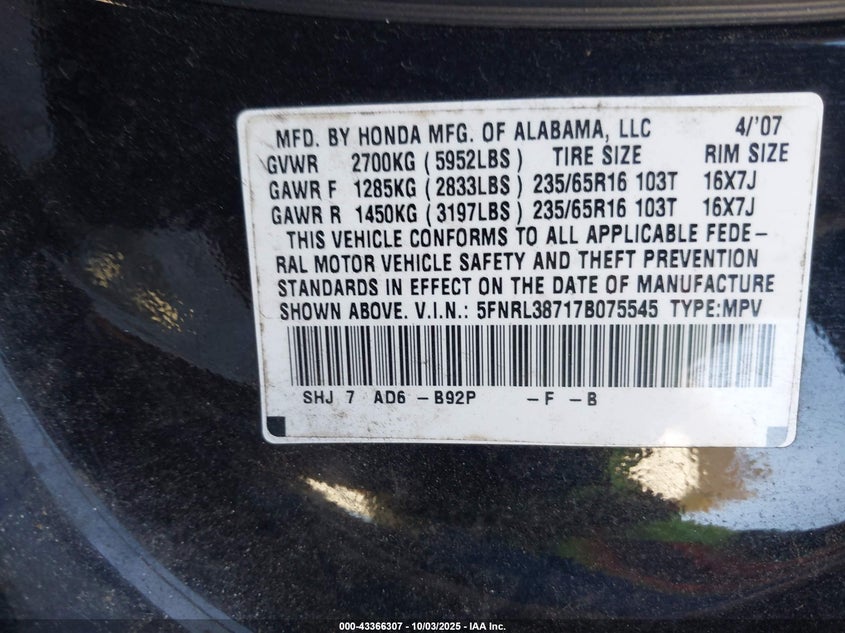 MFD. BY HONDA MFG. OF ALABAMA, LLC 4/'07
GVWR 2700KG (5952LBS) TIRE SIZE RIM SIZE
GAWR F 1285KG (2833LBS) 235/65R16 103T 16X7J
GAWR R 1450KG (3197LBS) 235/65R16 103T 16X7J
THIS VEHICLE CONFORMS TO ALL APPLICABLE FEDE-
RAL MOTOR VEHICLE SAFETY AND THEFT PREVENTION
STANDARDS IN EFFECT ON THE DATE OF MANUFACTURE
SHOWN ABOVE. V.I.N.: 5FNRL38717B075545 TYPE:MPV
SHJ 7 AD6 -B92P -F -B
000-43366307 - 10/03/2025 - IAA Inc.